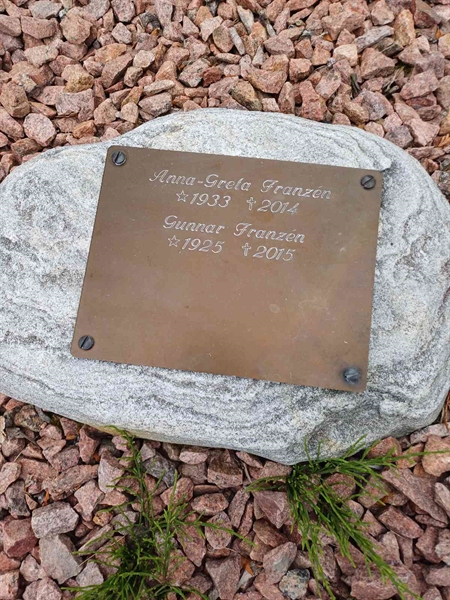 Anna-Greta Franzén
☆1933 ✝2014
Gunnar Franzén
☆1925 ✝2015